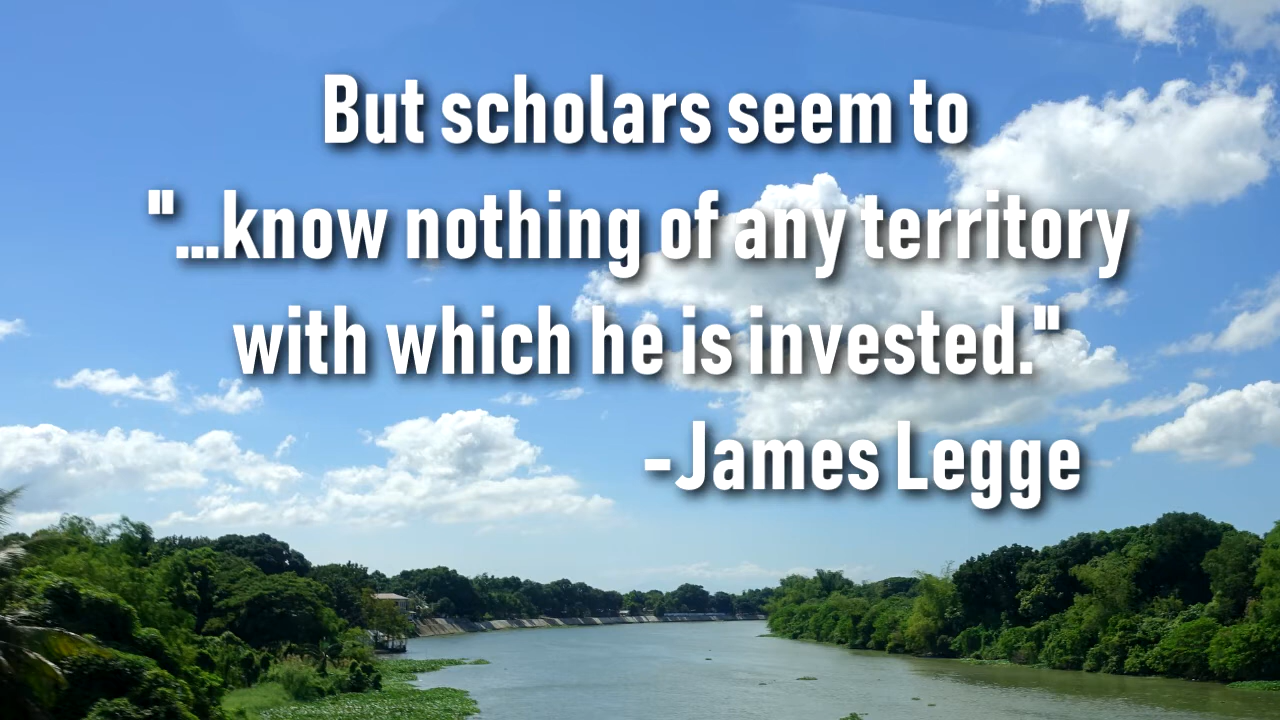 But scholars seem to
"...know nothing of any territory
with which he is invested."
-James Legge